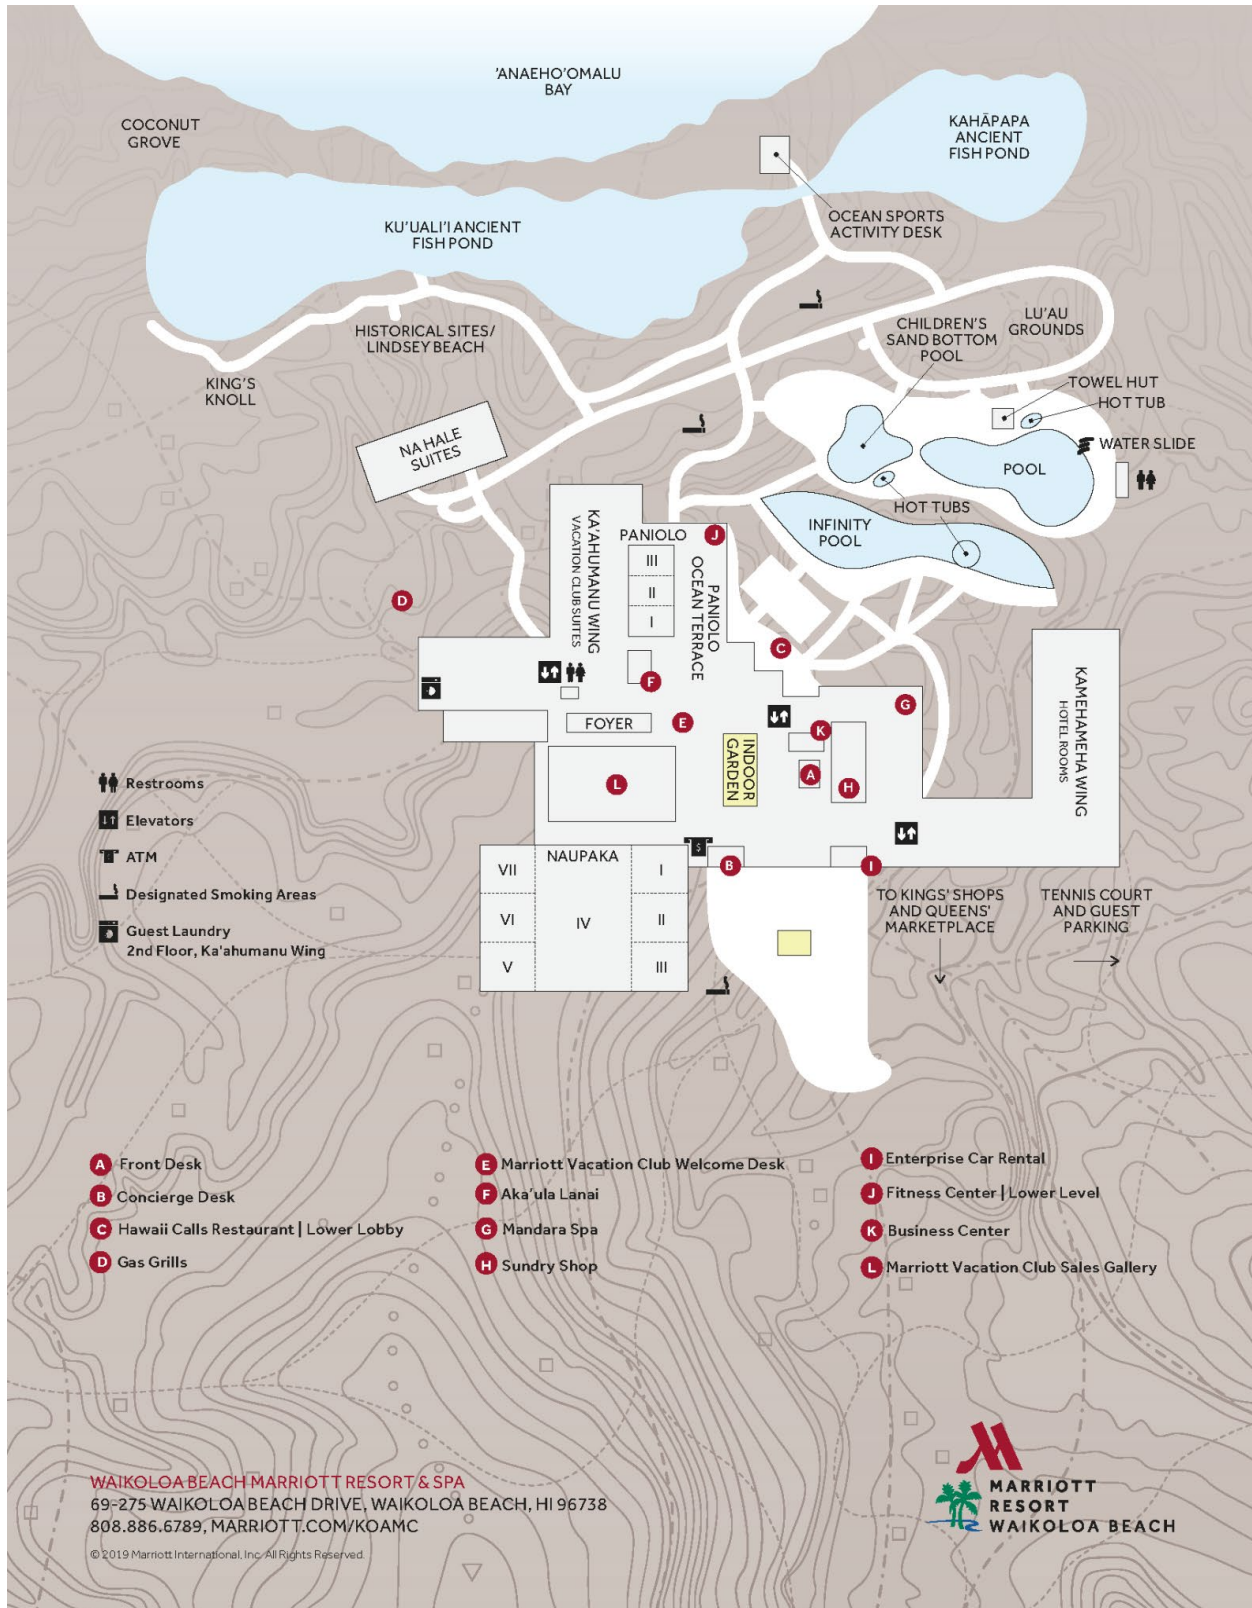 'ANAEHO'OMALU
BAY
COCONUT
GROVE
KAHĀPAPA
ANCIENT
FISH POND
KU'UALI'I ANCIENT
FISH POND
OCEAN SPORTS
ACTIVITY DESK
HISTORICAL SITES/
LINDSEY BEACH
CHILDREN'S
SAND BOTTOM
POOL
LU'AU
GROUNDS
KING'S
KNOLL
TOWEL HUT
HOT TUB
NA HALE
SUITES
WATER SLIDE
POOL
HOT TUBS
INFINITY
POOL
KA'AHUMANU WING
VACATION CLUB SUITES
PANIOLO
III
II
I
J
PANIOLO
OCEAN TERRACE
D
C
F
G
KAMEHAMEHA WING
HOTEL ROOMS
FOYER
E
K
INDOOR
GARDEN
L
A
H
$
B
I
NAUPAKA
VII
I
VI
IV
II
V
III
TO KINGS' SHOPS
AND QUEENS'
MARKETPLACE
TENNIS COURT
AND GUEST
PARKING
Restrooms
Elevators
ATM
Designated Smoking Areas
Guest Laundry
2nd Floor, Ka'ahumanu Wing
A Front Desk
B Concierge Desk
C Hawaii Calls Restaurant | Lower Lobby
D Gas Grills
E Marriott Vacation Club Welcome Desk
F Aka'ula Lanai
G Mandara Spa
H Sundry Shop
I Enterprise Car Rental
J Fitness Center | Lower Level
K Business Center
L Marriott Vacation Club Sales Gallery
WAIKOLOA BEACH MARRIOTT RESORT & SPA
69-275 WAIKOLOA BEACH DRIVE, WAIKOLOA BEACH, HI 96738
808.886.6789, MARRIOTT.COM/KOAMC
© 2019 Marriott International, Inc. All Rights Reserved.
MARRIOTT
RESORT
WAIKOLOA BEACH